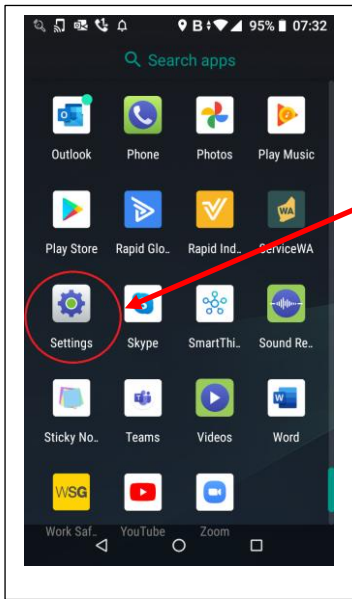 B 95% 07:32
Search apps
Outlook Phone Photos Play Music
Play Store Rapid Glo.. Rapid Ind.. ServiceWA
WA
Settings Skype SmartThi.. Sound Re..
Sticky No.. Teams Videos Word
WSG
Work Saf.. YouTube Zoom